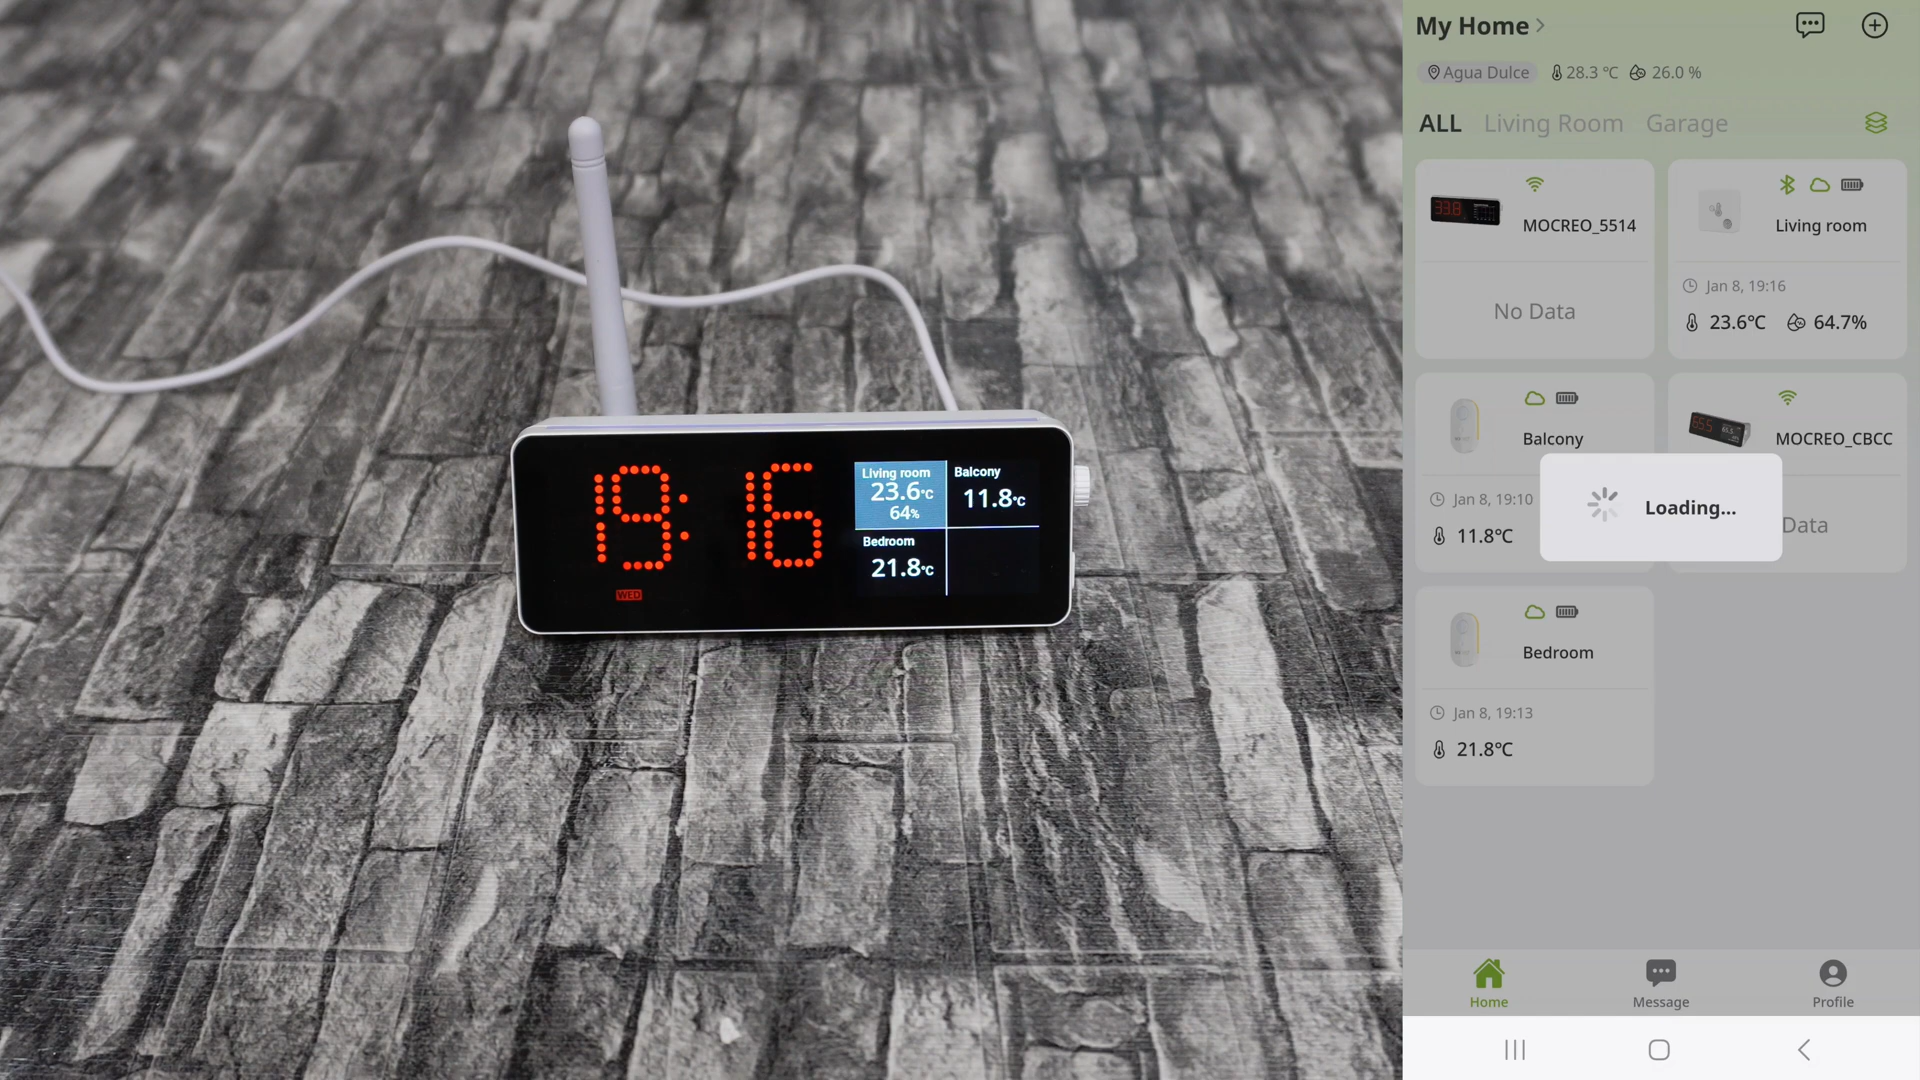 19:16
WED
Living room
23.6°C
64%
Balcony
11.8°C
Bedroom
21.8°C
My Home
Agua Dulce 28.3 ℃ 26.0 %
ALL Living Room Garage
MOCREO_5514
No Data
Living room
Jan 8, 19:16
23.6℃ 64.7%
Balcony
Jan 8, 19:10
11.8℃
MOCREO_CBCC
Data
Loading...
Bedroom
Jan 8, 19:13
21.8℃
Home Message Profile